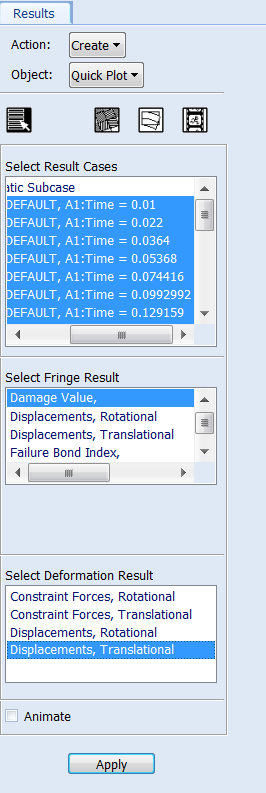 Results
Action: Create
Object: Quick Plot
Select Result Cases
atic Subcase
DEFAULT, A1:Time = 0.01
DEFAULT, A1:Time = 0.022
DEFAULT, A1:Time = 0.0364
DEFAULT, A1:Time = 0.05368
DEFAULT, A1:Time = 0.074416
DEFAULT, A1:Time = 0.0992992
DEFAULT, A1:Time = 0.129159
Select Fringe Result
Damage Value,
Displacements, Rotational
Displacements, Translational
Failure Bond Index,
Select Deformation Result
Constraint Forces, Rotational
Constraint Forces, Translational
Displacements, Rotational
Displacements, Translational
Animate
Apply